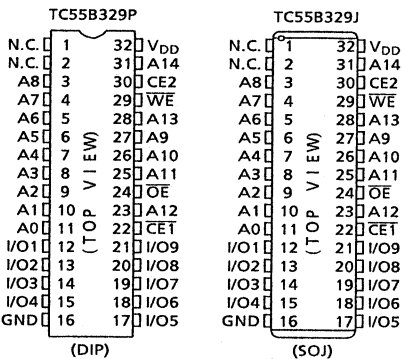 TC55B329P
N.C. 1 32 VDD
N.C. 2 31 A14
A8 3 30 CE2
A7 4 29 W̅E̅
A6 5 28 A13
A5 6 27 A9
A4 7 26 A10
A3 8 25 A11
A2 9 24 O̅E̅
A1 10 23 A12
A0 11 22 C̅E̅1̅
I/O1 12 21 I/O9
I/O2 13 20 I/O8
I/O3 14 19 I/O7
I/O4 15 18 I/O6
GND 16 17 I/O5
(TOP VIEW)
(DIP)
TC55B329J
N.C. 1 32 VDD
N.C. 2 31 A14
A8 3 30 CE2
A7 4 29 W̅E̅
A6 5 28 A13
A5 6 27 A9
A4 7 26 A10
A3 8 25 A11
A2 9 24 O̅E̅
A1 10 23 A12
A0 11 22 C̅E̅1̅
I/O1 12 21 I/O9
I/O2 13 20 I/O8
I/O3 14 19 I/O7
I/O4 15 18 I/O6
GND 16 17 I/O5
(TOP VIEW)
(SOJ)